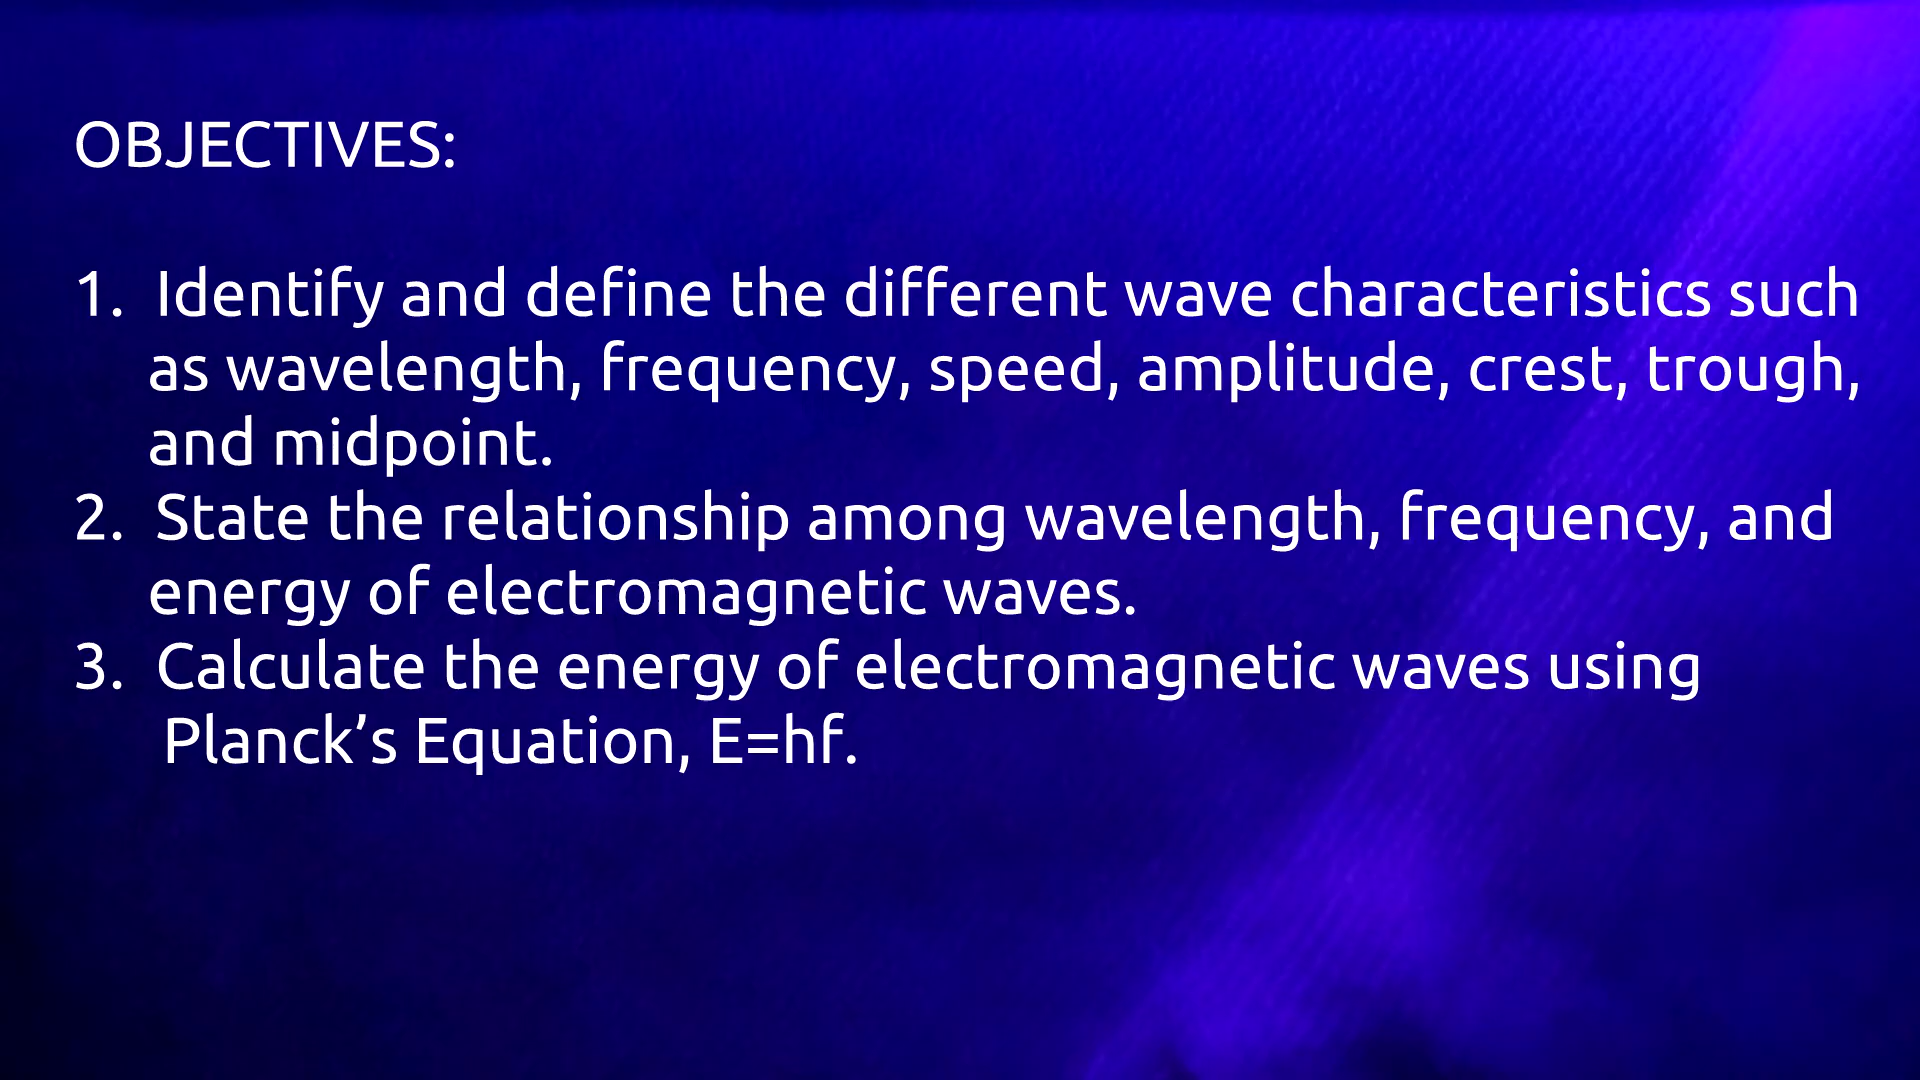 OBJECTIVES:
1. Identify and define the different wave characteristics such
as wavelength, frequency, speed, amplitude, crest, trough,
and midpoint.
2. State the relationship among wavelength, frequency, and
energy of electromagnetic waves.
3. Calculate the energy of electromagnetic waves using
Planck’s Equation, E=hf.